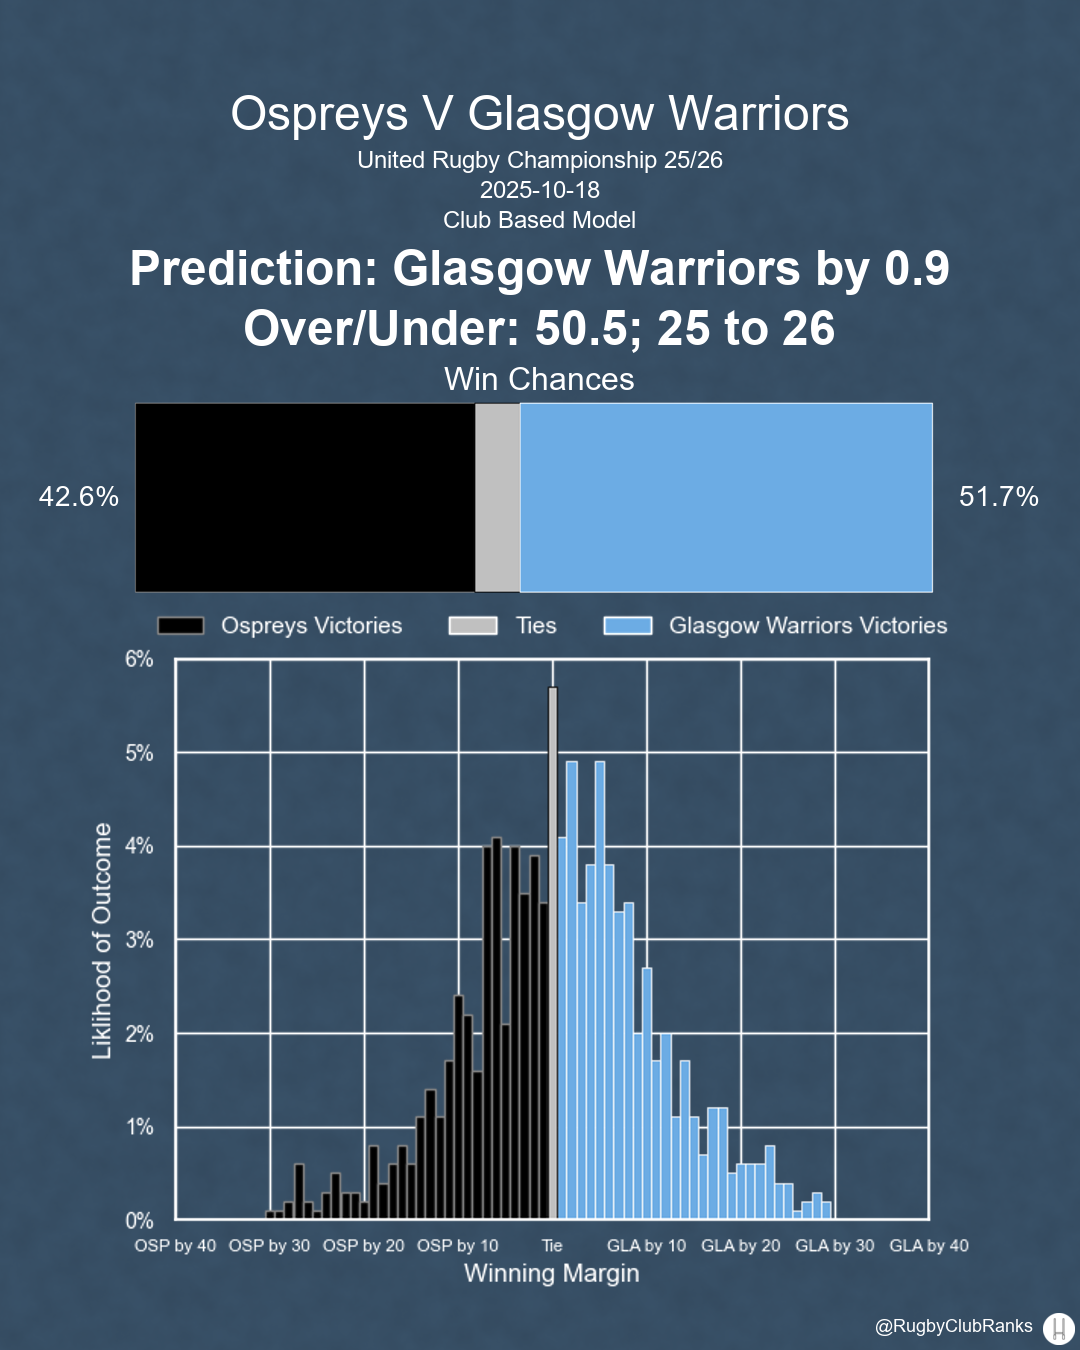 Ospreys V Glasgow Warriors
United Rugby Championship 25/26
2025-10-18
Club Based Model
Prediction: Glasgow Warriors by 0.9
Over/Under: 50.5; 25 to 26
Win Chances
42.6%
51.7%
Ospreys Victories
Ties
Glasgow Warriors Victories
6%
5%
4%
3%
2%
1%
0%
Liklihood of Outcome
OSP by 40 OSP by 30 OSP by 20 OSP by 10 Tie GLA by 10 GLA by 20 GLA by 30 GLA by 40
Winning Margin
@RugbyClubRanks